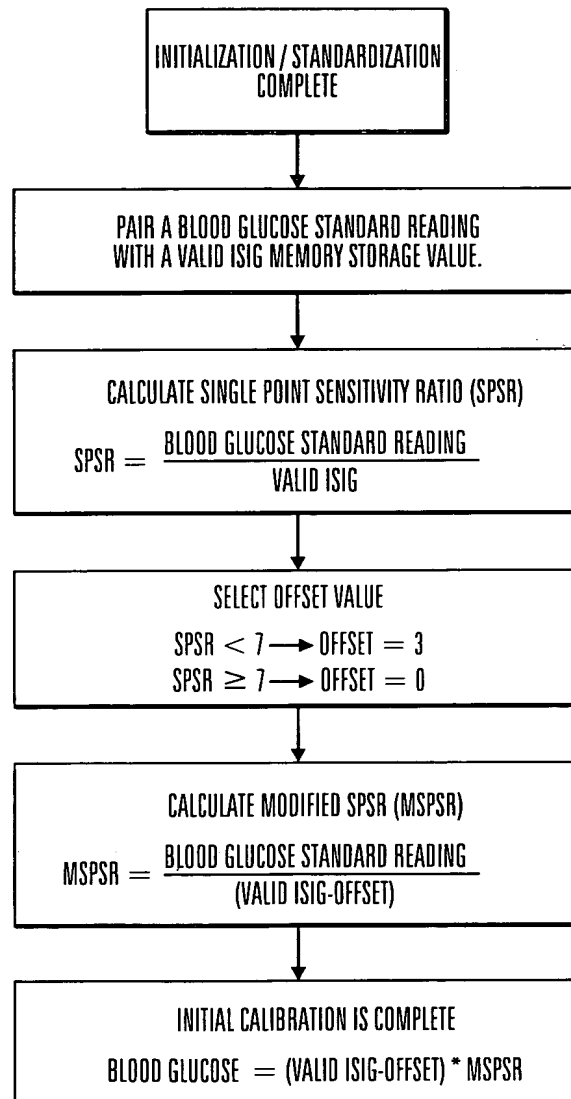 INITIALIZATION / STANDARDIZATION
COMPLETE
PAIR A BLOOD GLUCOSE STANDARD READING
WITH A VALID ISIG MEMORY STORAGE VALUE.
CALCULATE SINGLE POINT SENSITIVITY RATIO (SPSR)
SPSR = BLOOD GLUCOSE STANDARD READING
VALID ISIG
SELECT OFFSET VALUE
SPSR < 7 → OFFSET = 3
SPSR ≥ 7 → OFFSET = 0
CALCULATE MODIFIED SPSR (MSPSR)
MSPSR = BLOOD GLUCOSE STANDARD READING
(VALID ISIG-OFFSET)
INITIAL CALIBRATION IS COMPLETE
BLOOD GLUCOSE = (VALID ISIG-OFFSET) * MSPSR